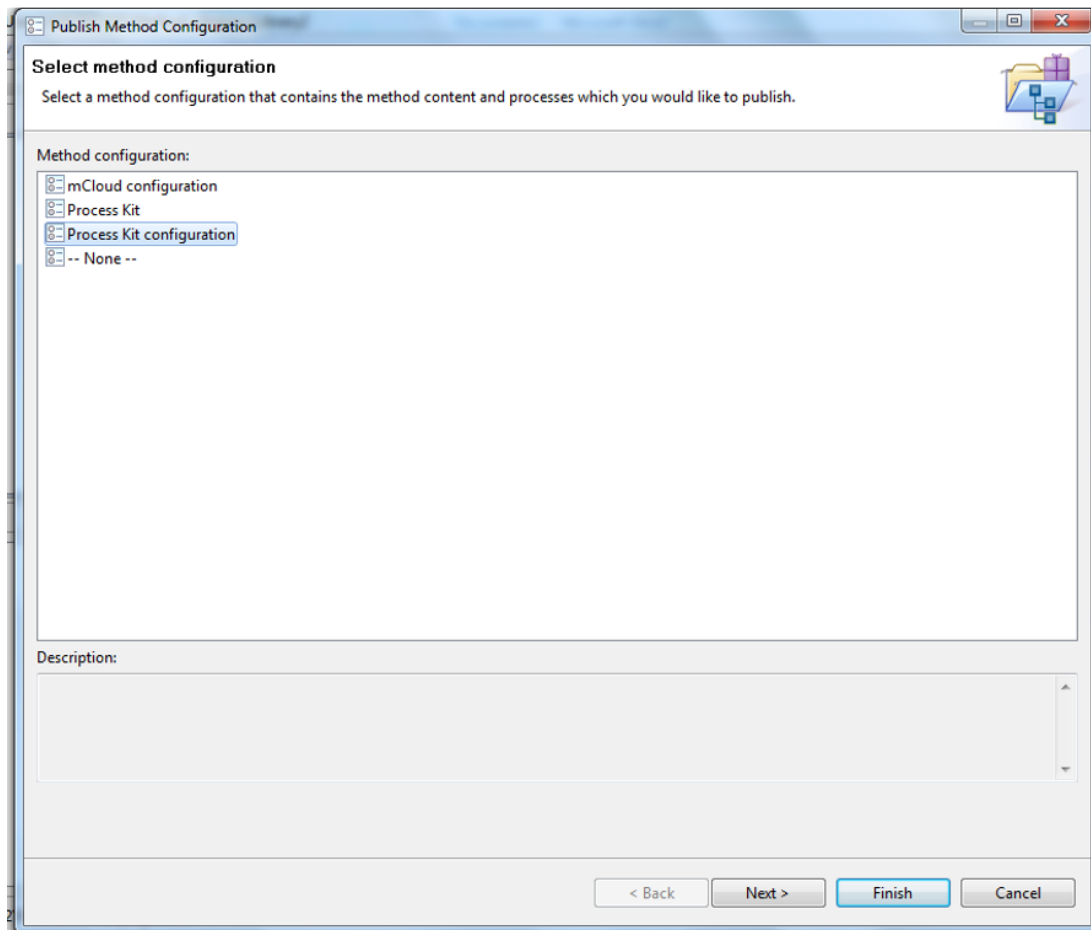 Publish Method Configuration
Select method configuration
Select a method configuration that contains the method content and processes which you would like to publish.
Method configuration:
mCloud configuration
Process Kit
Process Kit configuration
-- None --
Description:
< Back
Next >
Finish
Cancel